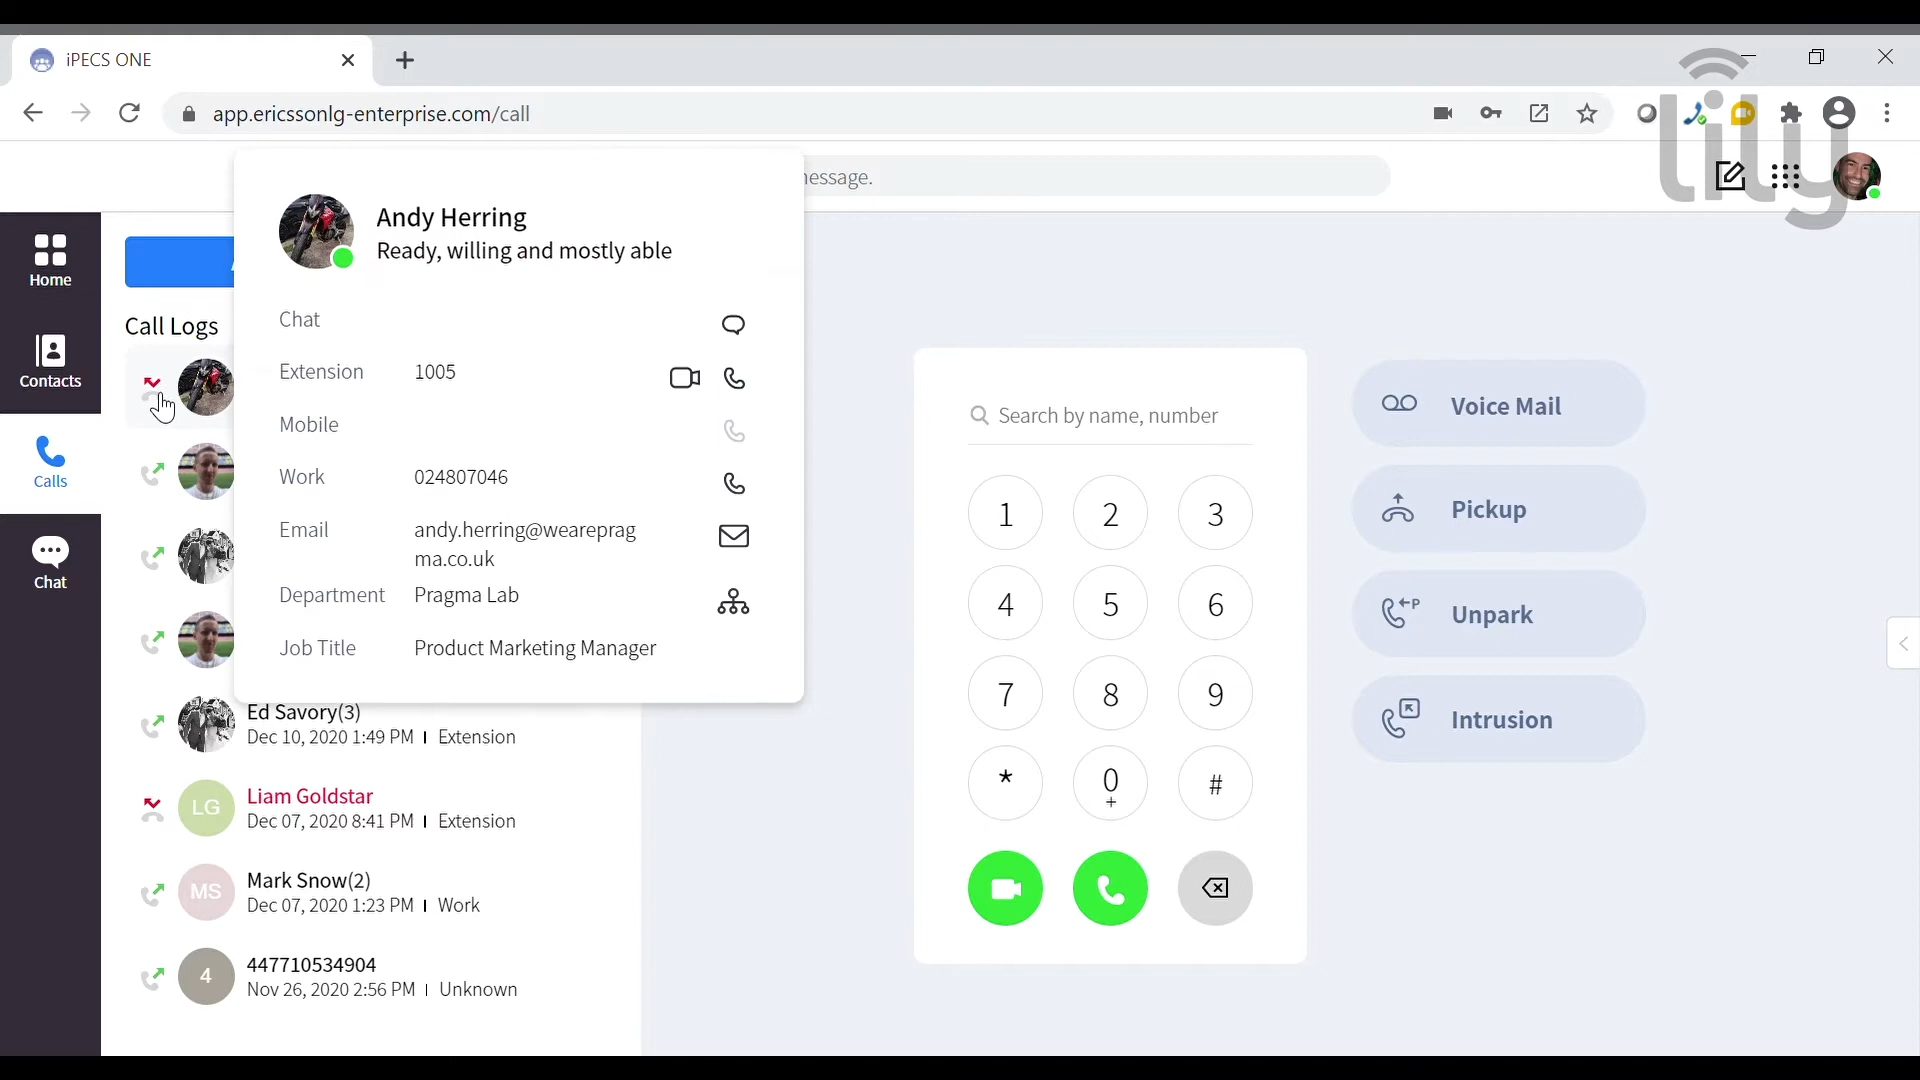 iPECS ONE
app.ericssonlg-enterprise.com/call
lily
message.
Andy Herring
Ready, willing and mostly able
Chat
Extension 1005
Mobile
Work 024807046
Email andy.herring@weareprag
ma.co.uk
Department Pragma Lab
Job Title Product Marketing Manager
Home
Contacts
Calls
Chat
Call Logs
Ed Savory(3)
Dec 10, 2020 1:49 PM Extension
LG
Liam Goldstar
Dec 07, 2020 8:41 PM Extension
MS
Mark Snow(2)
Dec 07, 2020 1:23 PM Work
4
447710534904
Nov 26, 2020 2:56 PM Unknown
Search by name, number
1 2 3
4 5 6
7 8 9
* 0 #
+
Voice Mail
Pickup
P
Unpark
Intrusion